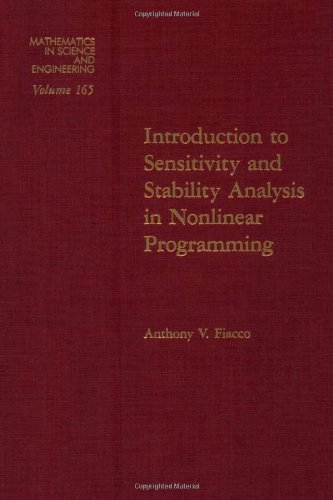 MATHEMATICS
IN SCIENCE
AND
ENGINEERING
Volume 165
Introduction to
Sensitivity and
Stability Analysis
in Nonlinear
Programming
Anthony V. Fiacco